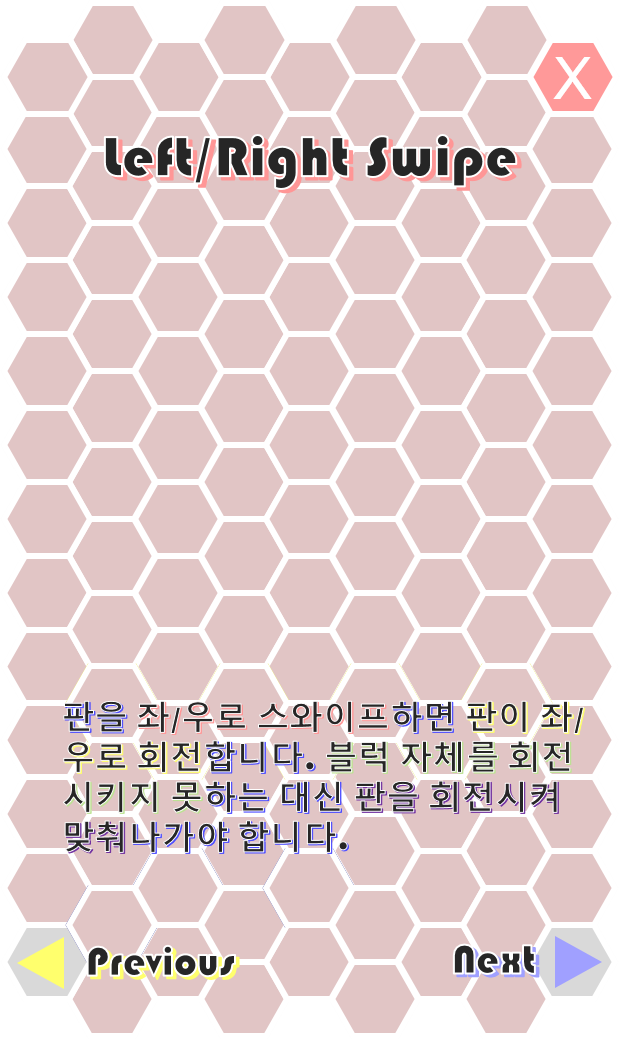 X
Left/Right Swipe
판을 좌/우로 스와이프하면 판이 좌/
우로 회전합니다. 블럭 자체를 회전
시키지 못하는 대신 판을 회전시켜
맞춰나가야 합니다.
Previous
Next